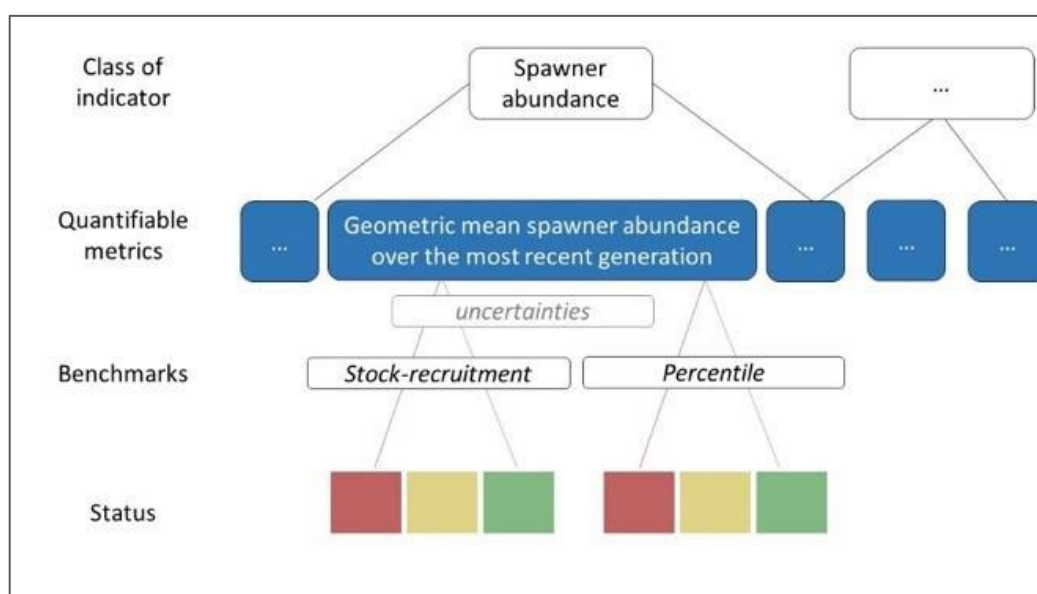 Class of
indicator
Spawner
abundance
...
Quantifiable
metrics
...
Geometric mean spawner abundance
over the most recent generation
...
...
...
uncertainties
Benchmarks
Stock-recruitment
Percentile
Status